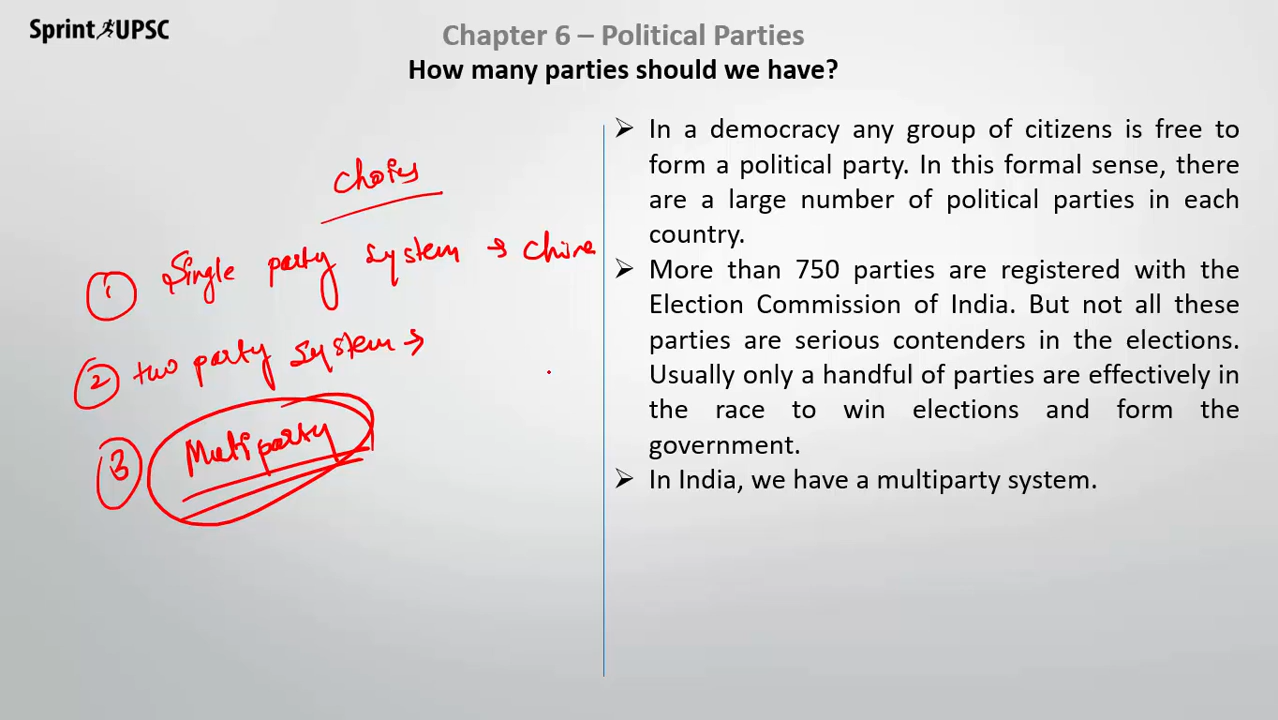 Sprint UPSC
Chapter 6 – Political Parties
How many parties should we have?
choies
① Single party system → China
② two party system →
③ Multiparty
➢ In a democracy any group of citizens is free to
form a political party. In this formal sense, there
are a large number of political parties in each
country.
➢ More than 750 parties are registered with the
Election Commission of India. But not all these
parties are serious contenders in the elections.
Usually only a handful of parties are effectively in
the race to win elections and form the
government.
➢ In India, we have a multiparty system.